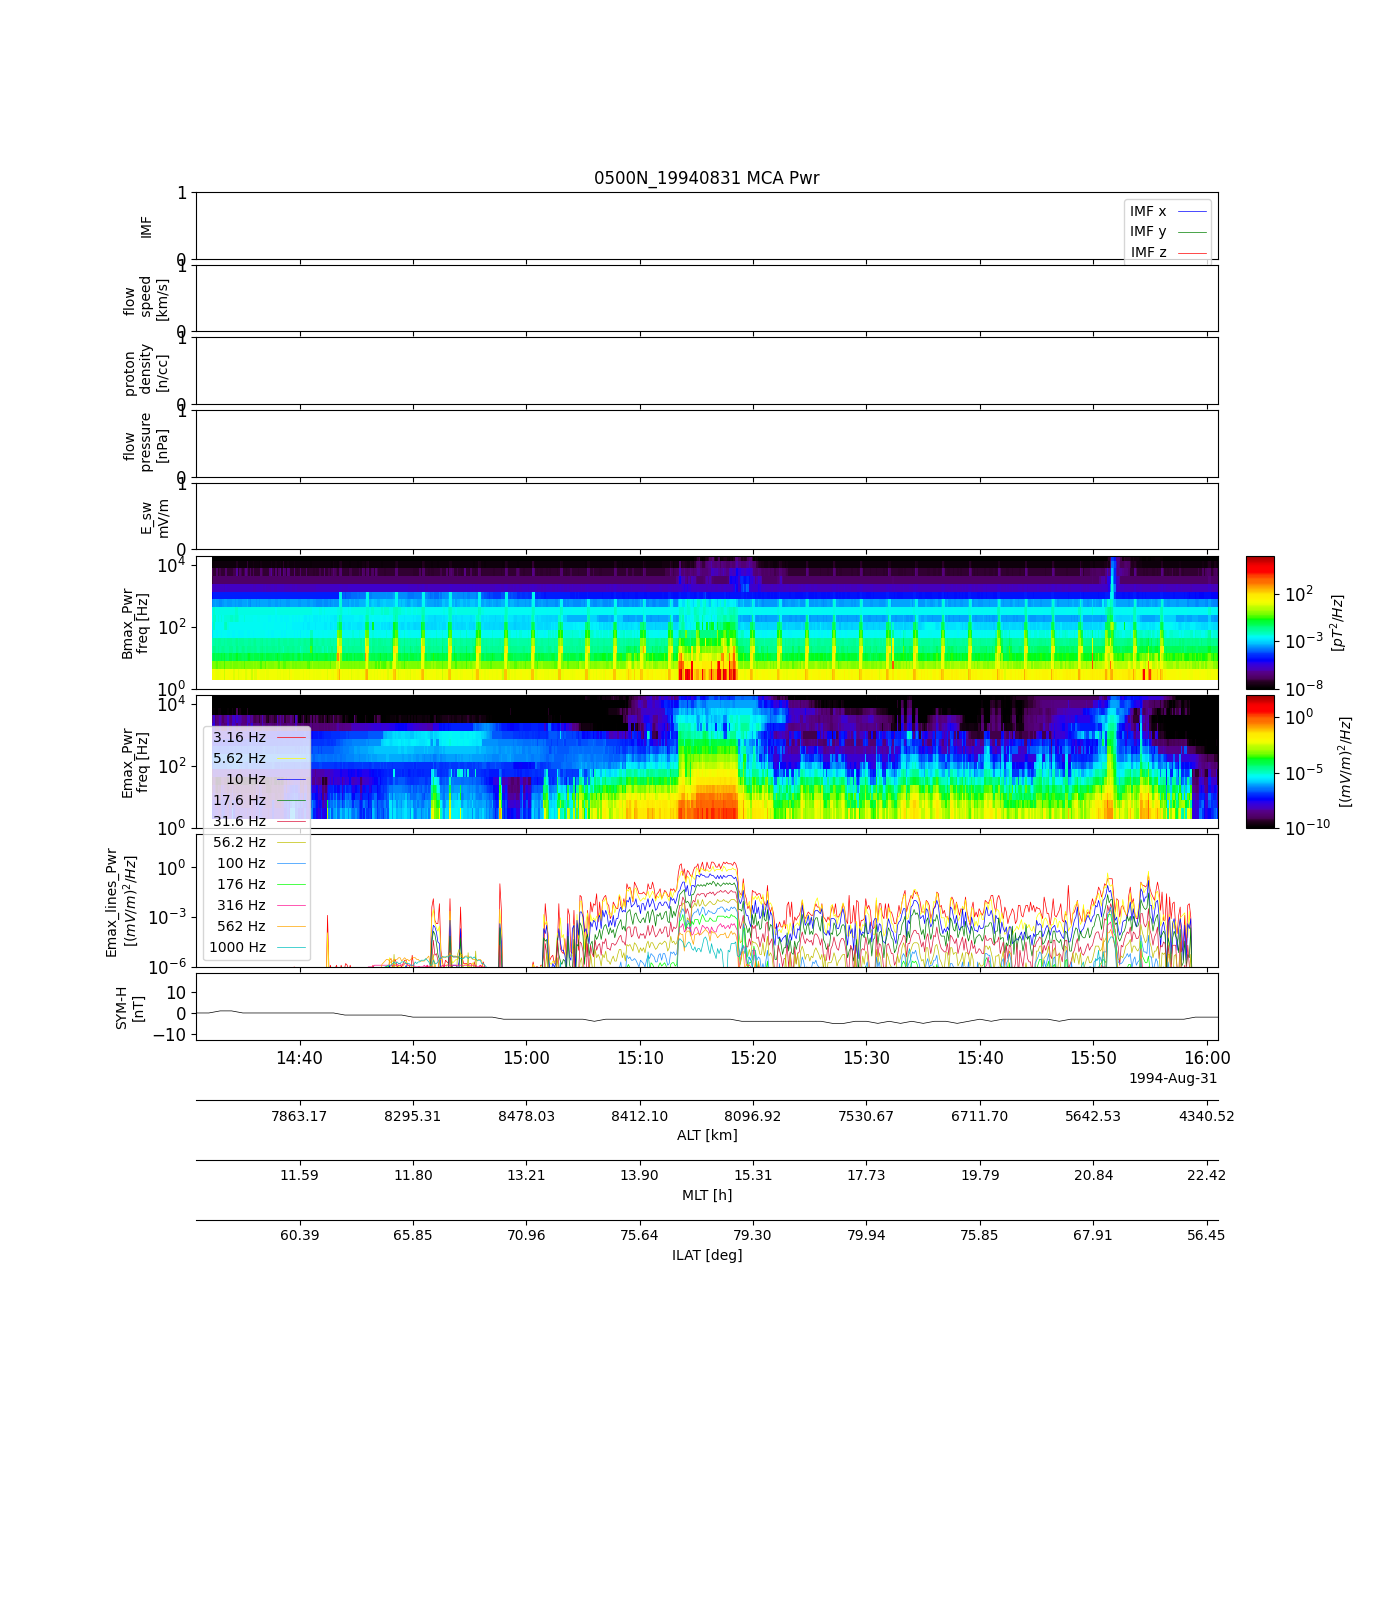 0500N_19940831 MCA Pwr
1
0
IMF
IMF x
IMF y
IMF z
1
0
flow
speed
[km/s]
1
0
proton
density
[n/cc]
1
0
flow
pressure
[nPa]
1
0
E_sw
mV/m
10^4
10^2
10^0
Bmax_Pwr
freq [Hz]
10^2
10^-3
10^-8
[pT^2/Hz]
10^4
10^2
10^0
Emax_Pwr
freq [Hz]
10^0
10^-5
10^-10
[(mV/m)^2/Hz]
3.16 Hz
5.62 Hz
10 Hz
17.6 Hz
31.6 Hz
56.2 Hz
100 Hz
176 Hz
316 Hz
562 Hz
1000 Hz
10^0
10^-3
10^-6
Emax_lines_Pwr
[(mV/m)^2/Hz]
10
0
−10
SYM-H
[nT]
14:40 14:50 15:00 15:10 15:20 15:30 15:40 15:50 16:00
1994-Aug-31
7863.17 8295.31 8478.03 8412.10 8096.92 7530.67 6711.70 5642.53 4340.52
ALT [km]
11.59 11.80 13.21 13.90 15.31 17.73 19.79 20.84 22.42
MLT [h]
60.39 65.85 70.96 75.64 79.30 79.94 75.85 67.91 56.45
ILAT [deg]